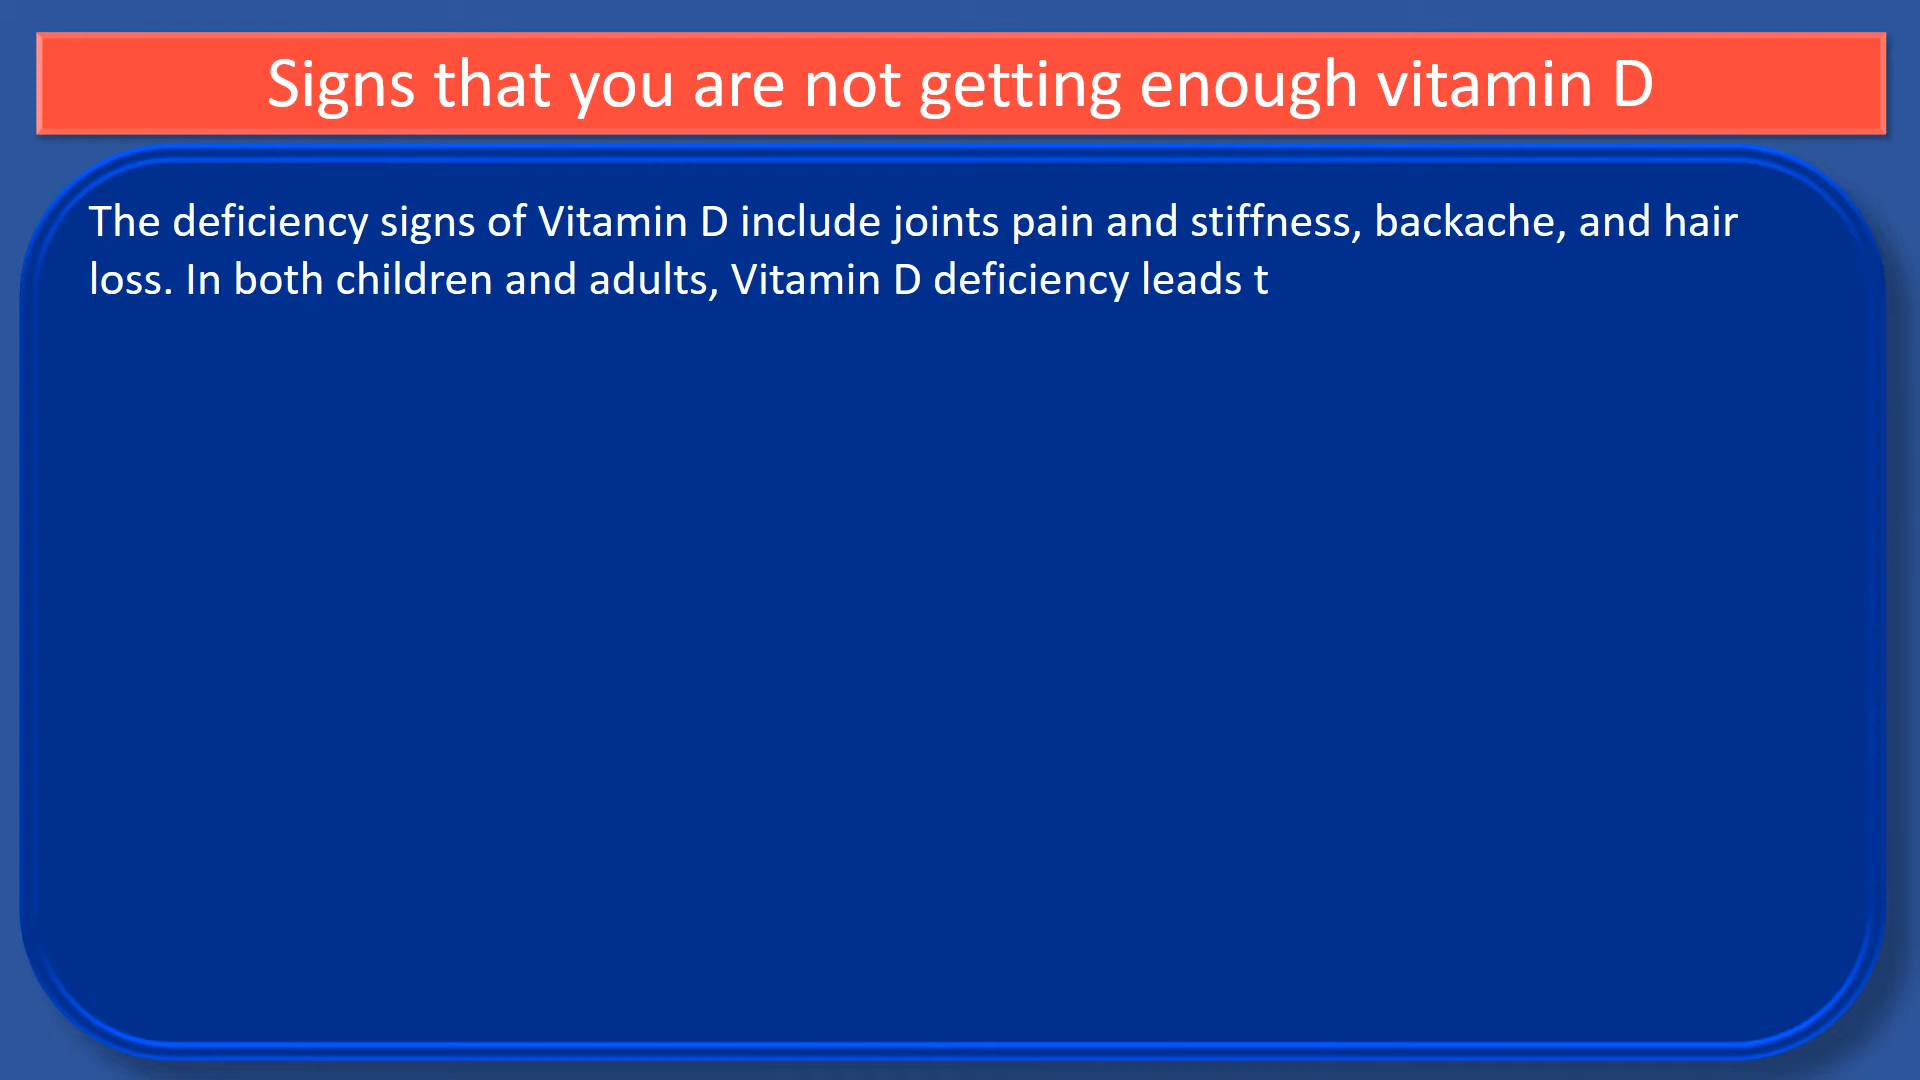 Signs that you are not getting enough vitamin D
The deficiency signs of Vitamin D include joints pain and stiffness, backache, and hair
loss. In both children and adults, Vitamin D deficiency leads t